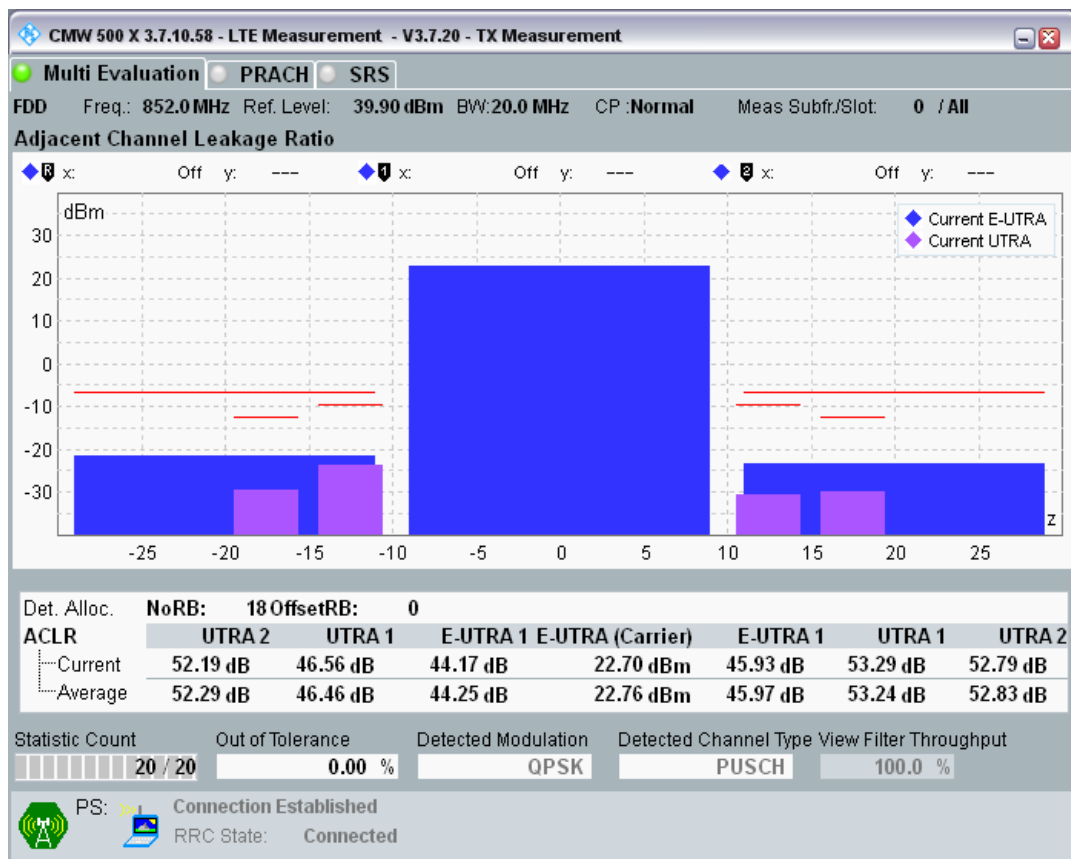 CMW 500 X 3.7.10.58 - LTE Measurement - V3.7.20 - TX Measurement
Multi Evaluation PRACH SRS
FDD Freq.: 852.0 MHz Ref. Level: 39.90 dBm BW:20.0 MHz CP :Normal Meas Subfr./Slot: 0 / All
Adjacent Channel Leakage Ratio
R x: Off y: --- 1 x: Off y: --- 2 x: Off y: ---
dBm
Current E-UTRA
Current UTRA
30
20
10
0
-10
-20
-30
z
-25 -20 -15 -10 -5 0 5 10 15 20 25
Det. Alloc. NoRB: 18 OffsetRB: 0
ACLR UTRA 2 UTRA 1 E-UTRA 1 E-UTRA (Carrier) E-UTRA 1 UTRA 1 UTRA 2
Current 52.19 dB 46.56 dB 44.17 dB 22.70 dBm 45.93 dB 53.29 dB 52.79 dB
Average 52.29 dB 46.46 dB 44.25 dB 22.76 dBm 45.97 dB 53.24 dB 52.83 dB
Statistic Count Out of Tolerance Detected Modulation Detected Channel Type View Filter Throughput
20 / 20 0.00 % QPSK PUSCH 100.0 %
PS: Connection Established
RRC State: Connected